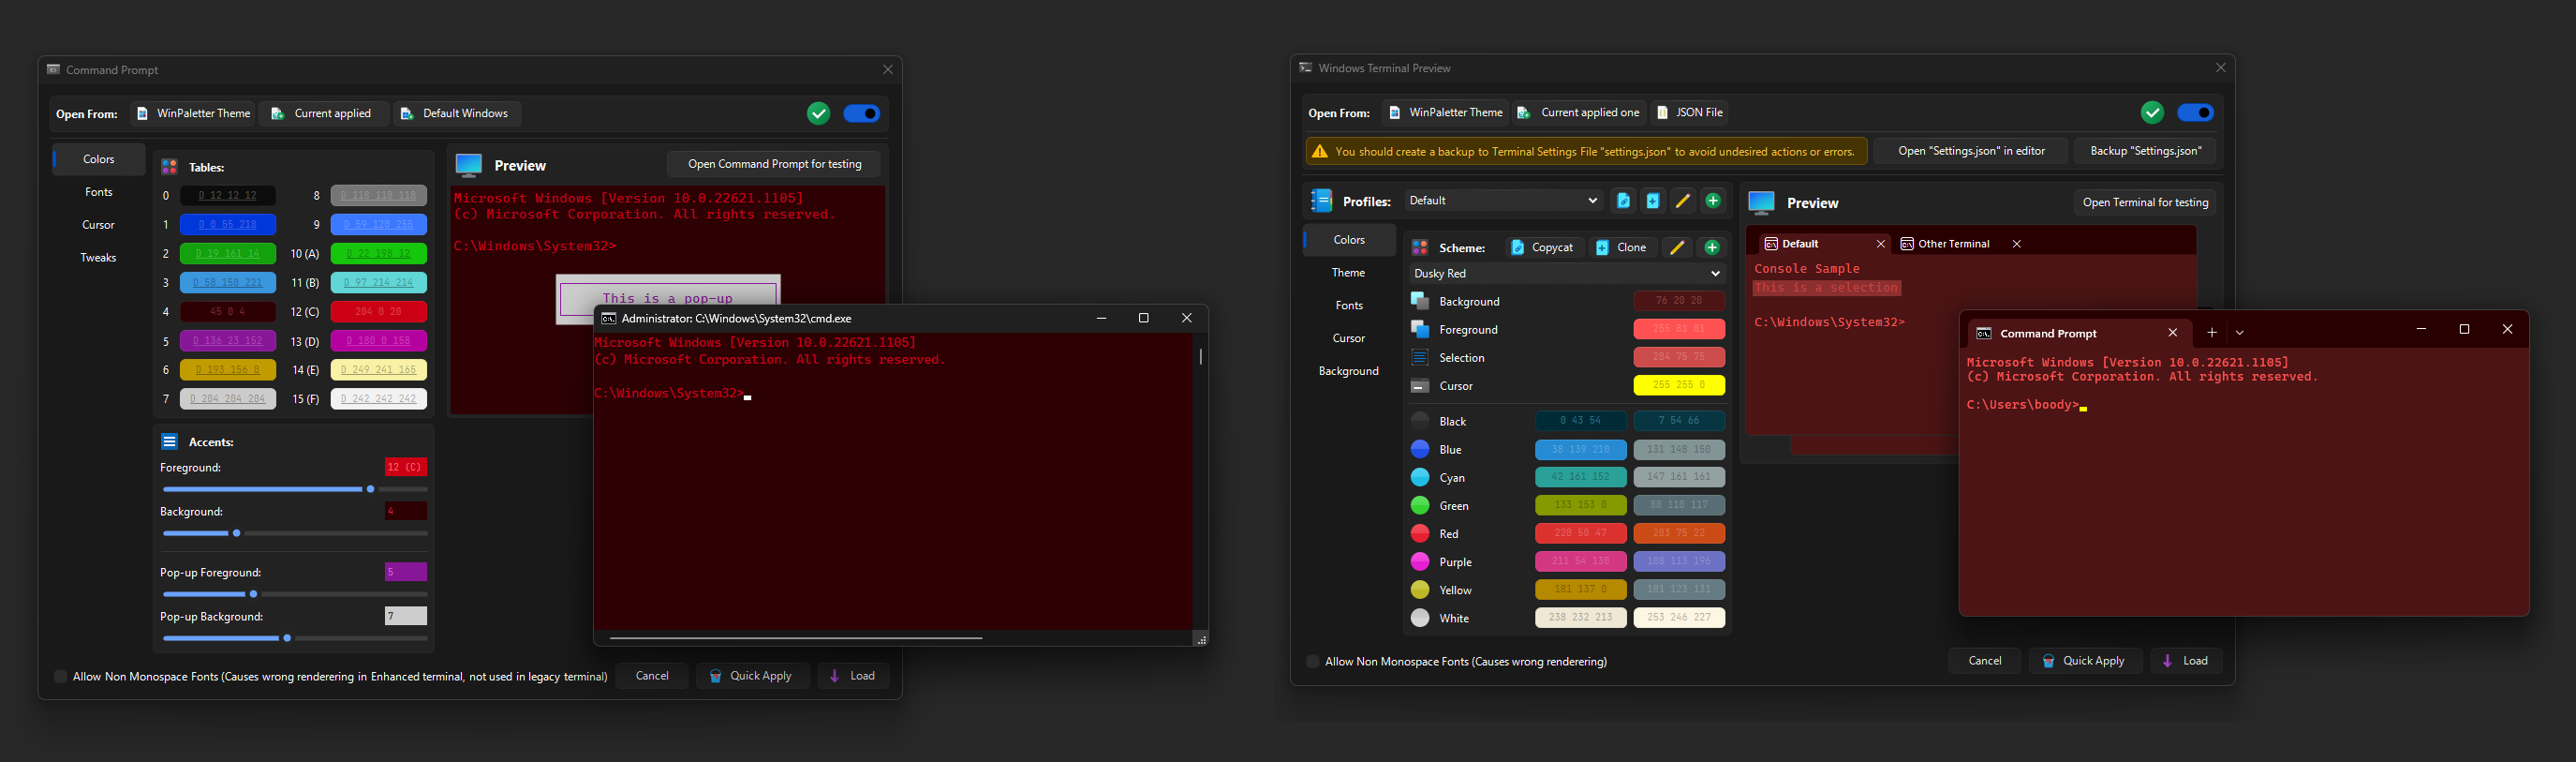 Command Prompt
Open From:
WinPaletter Theme
Current applied
Default Windows
Colors
Fonts
Cursor
Tweaks
Tables:
0 D 12 12 12 8 D 118 118 118
1 D 0 55 218 9 D 59 120 255
2 D 19 161 14 10 (A) D 22 198 12
3 D 58 150 221 11 (B) D 97 214 214
4 45 0 4 12 (C) 204 0 20
5 D 136 23 152 13 (D) D 180 0 158
6 D 193 156 0 14 (E) D 249 241 165
7 D 204 204 204 15 (F) D 242 242 242
Accents:
Foreground: 12 (C)
Background: 4
Pop-up Foreground: 5
Pop-up Background: 7
Preview
Open Command Prompt for testing
Microsoft Windows [Version 10.0.22621.1105]
(c) Microsoft Corporation. All rights reserved.
C:\Windows\System32>
This is a pop-up
Administrator: C:\Windows\System32\cmd.exe
Microsoft Windows [Version 10.0.22621.1105]
(c) Microsoft Corporation. All rights reserved.
C:\Windows\System32>
Allow Non Monospace Fonts (Causes wrong renderering in Enhanced terminal, not used in legacy terminal)
Cancel
Quick Apply
Load
Windows Terminal Preview
Open From:
WinPaletter Theme
Current applied one
JSON File
You should create a backup to Terminal Settings File "settings.json" to avoid undesired actions or errors.
Open "Settings.json" in editor
Backup "Settings.json"
Profiles:
Default
Colors
Theme
Fonts
Cursor
Background
Scheme:
Copycat
Clone
Dusky Red
Background 76 20 20
Foreground 255 81 81
Selection 204 75 75
Cursor 255 255 0
Black 0 43 54 7 54 66
Blue 38 139 210 131 148 150
Cyan 42 161 152 147 161 161
Green 133 153 0 88 110 117
Red 220 50 47 203 75 22
Purple 211 54 130 108 113 196
Yellow 181 137 0 101 123 131
White 238 232 213 253 246 227
Preview
Open Terminal for testing
Default
Other Terminal
Console Sample
This is a selection
C:\Windows\System32>
Command Prompt
Microsoft Windows [Version 10.0.22621.1105]
(c) Microsoft Corporation. All rights reserved.
C:\Users\boody>
Allow Non Monospace Fonts (Causes wrong renderering)
Cancel
Quick Apply
Load